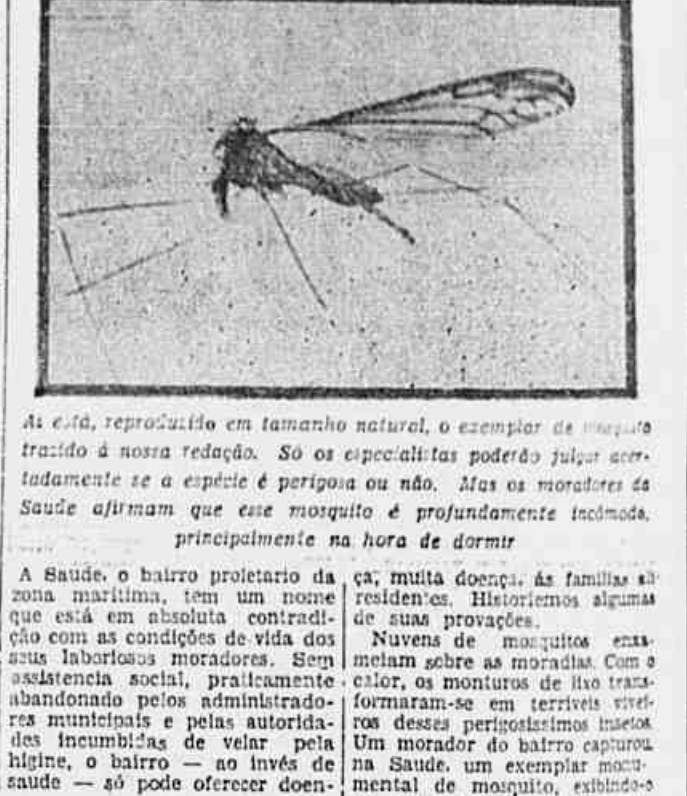 Aí está, reproduzido em tamanho natural, o exemplar de mosquito
trazido á nossa redação. Só os especialistas poderão julgar acer-
tadamente se a espécie é perigosa ou não. Mas os moradores da
Saude afirmam que esse mosquito é profundamente incômodo,
principalmente na hora de dormir
A Saude, o bairro proletario da
zona maritima, tem um nome
que está em absoluta contradi-
ção com as condições de vida dos
seus laboriosos moradores. Sem
assistencia social, praticamente
abandonado pelos administrado-
res municipais e pelas autorida-
des incumbidas de velar pela
higine, o bairro — ao invés de
saude — só pode oferecer doen-
ça, muita doença, ás familias ali
residentes. Historiemos algumas
de suas provações.
Nuvens de mosquitos enxa-
meiam sobre as moradias. Com o
calor, os monturos de lixo trans-
formaram-se em terriveis vivei-
ros desses perigosissimos insetos.
Um morador do bairro capturou
na Saude, um exemplar monu-
mental de mosquito, exibindo-o